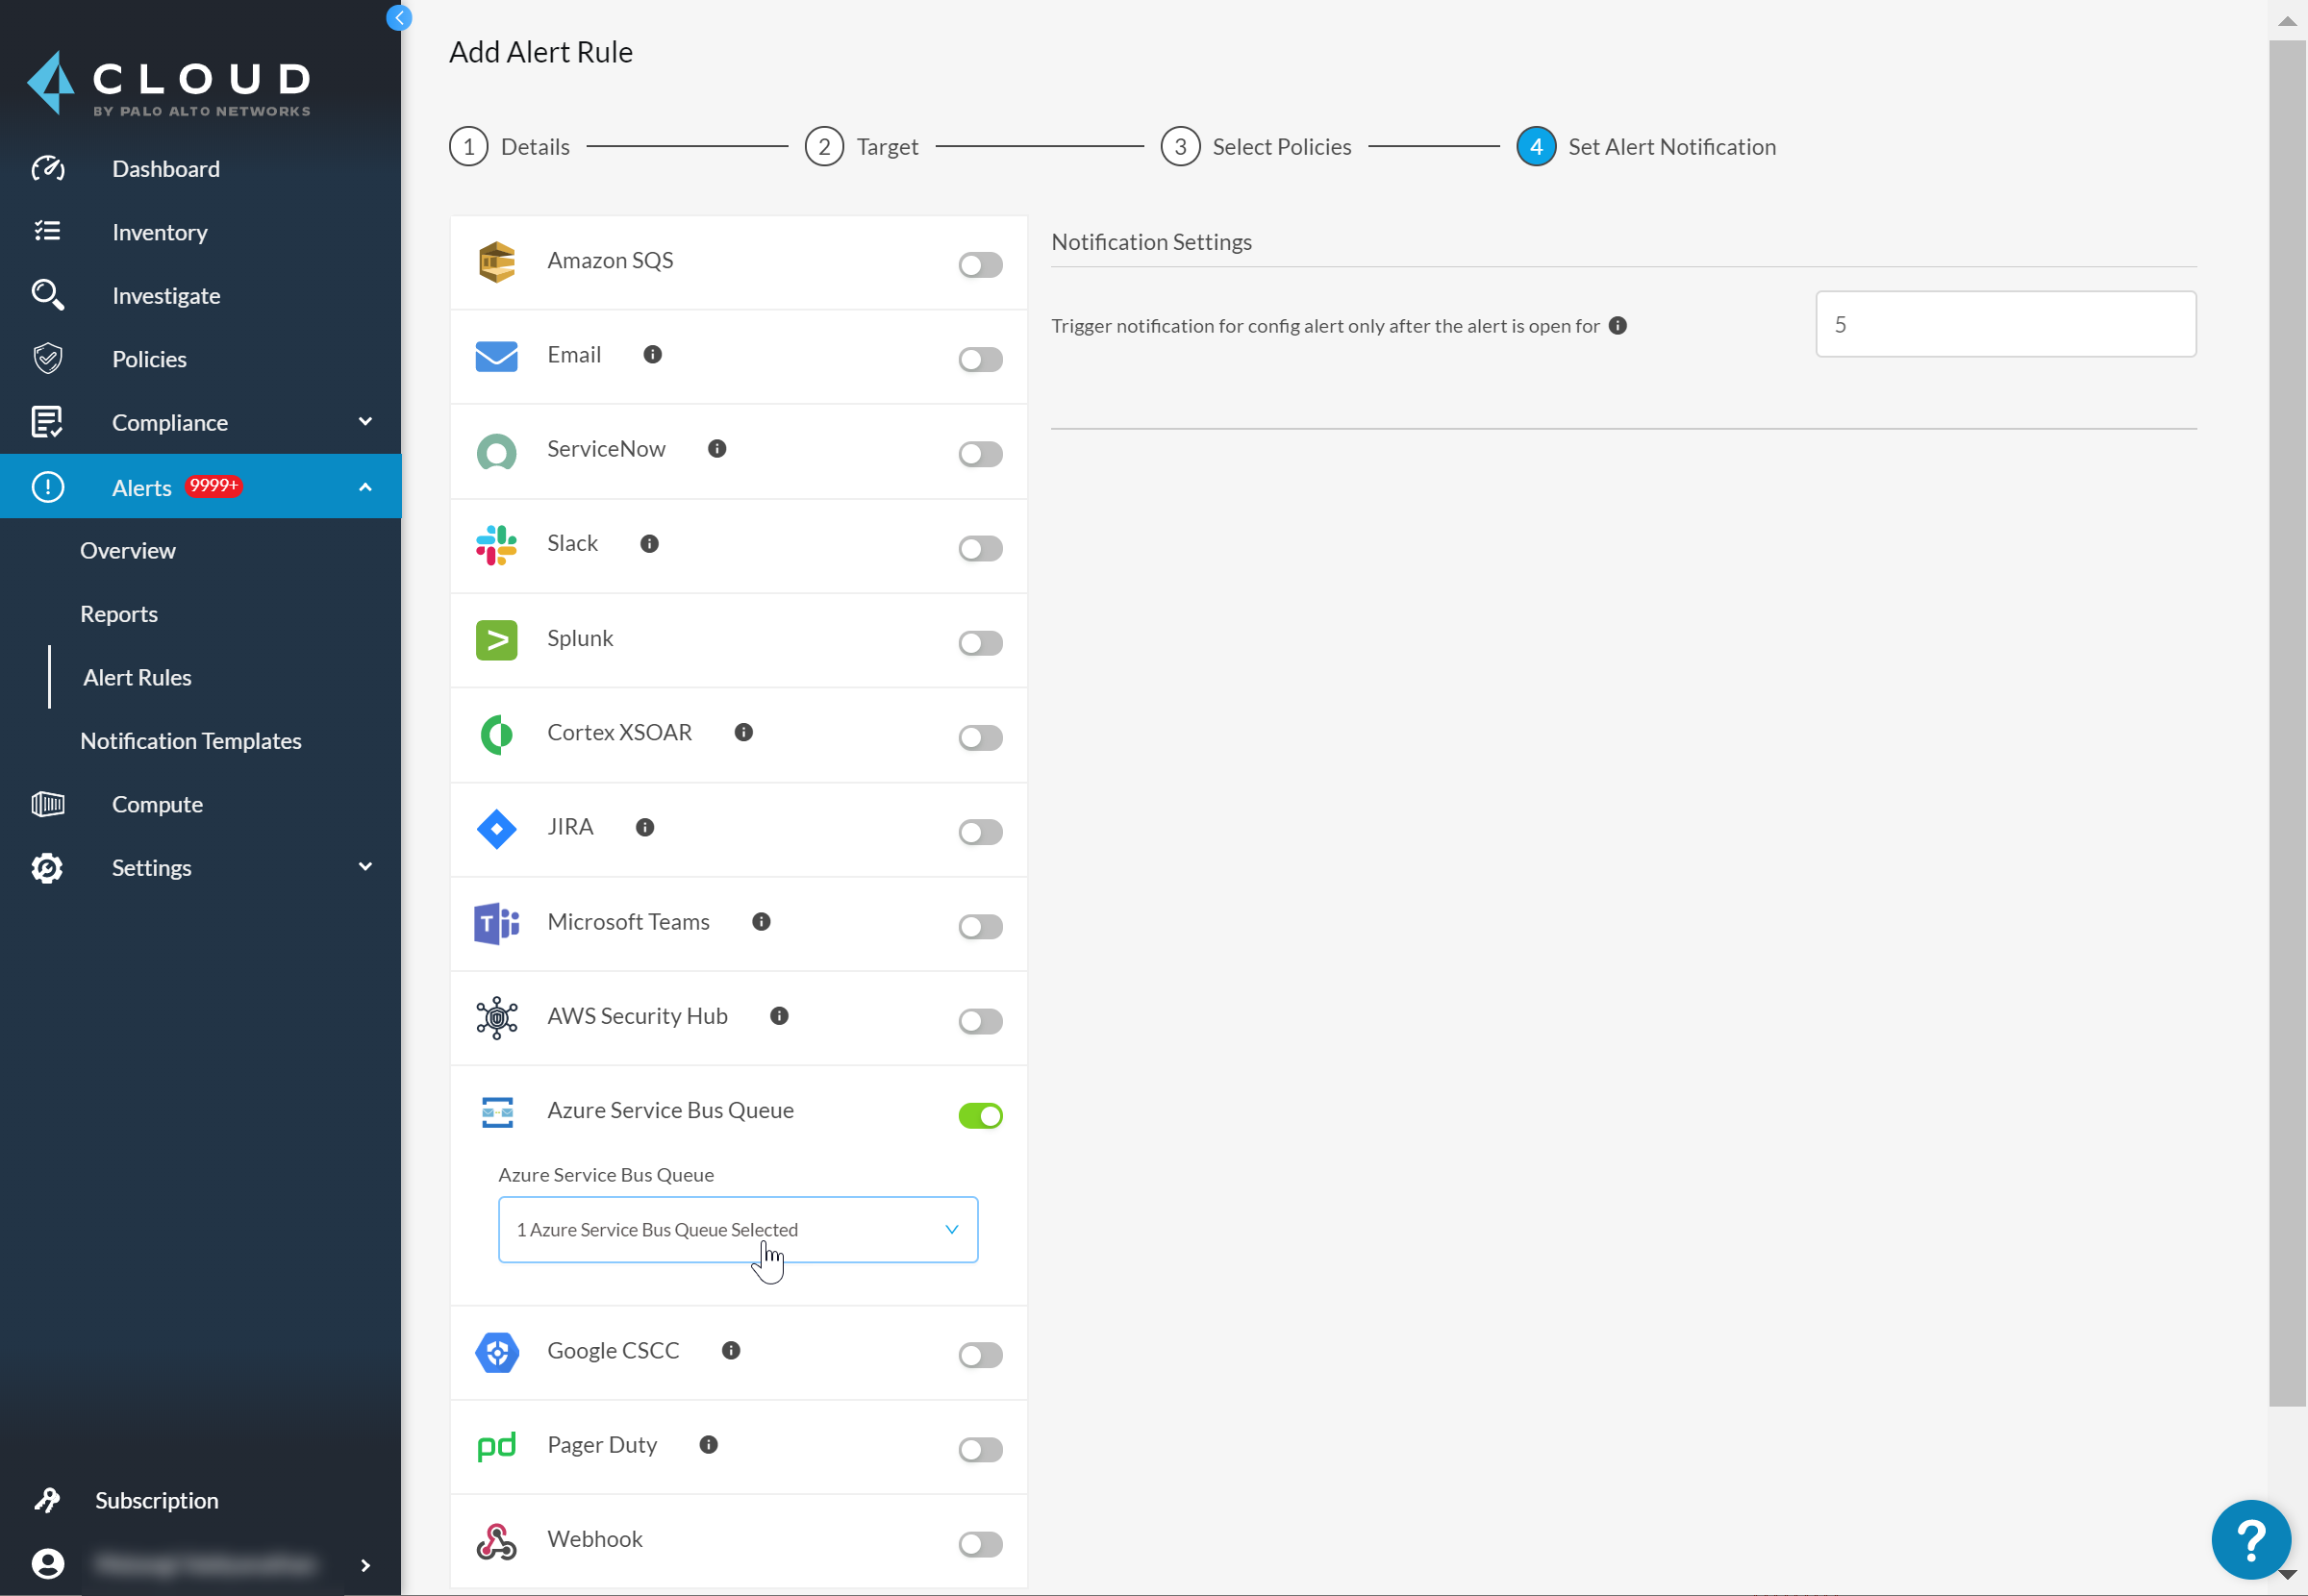 CLOUD
BY PALO ALTO NETWORKS
Dashboard
Inventory
Investigate
Policies
Compliance
Alerts 9999+
Overview
Reports
Alert Rules
Notification Templates
Compute
Settings
Subscription
Add Alert Rule
1 Details
2 Target
3 Select Policies
4 Set Alert Notification
Amazon SQS
Email
ServiceNow
Slack
Splunk
Cortex XSOAR
JIRA
Microsoft Teams
AWS Security Hub
Azure Service Bus Queue
Azure Service Bus Queue
1 Azure Service Bus Queue Selected
Google CSCC
pd Pager Duty
Webhook
Notification Settings
Trigger notification for config alert only after the alert is open for
5
?